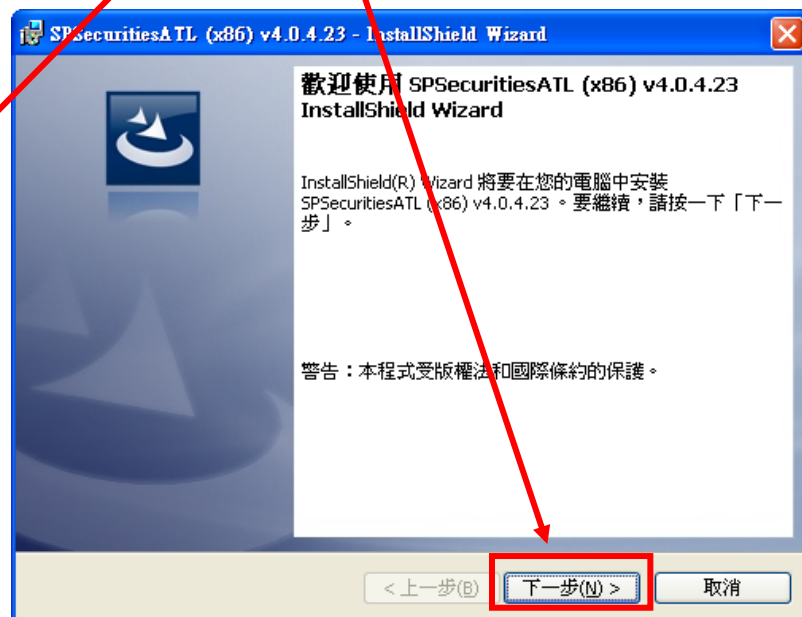 SPSecuritiesATL (x86) v4.0.4.23 - InstallShield Wizard
歡迎使用 SPSecuritiesATL (x86) v4.0.4.23
InstallShield Wizard
InstallShield(R) Wizard 將要在您的電腦中安裝
SPSecuritiesATL (x86) v4.0.4.23。要繼續，請按一下「下一
步」。
警告：本程式受版權法和國際條約的保護。
<上一步(B)
下一步(N) >
取消